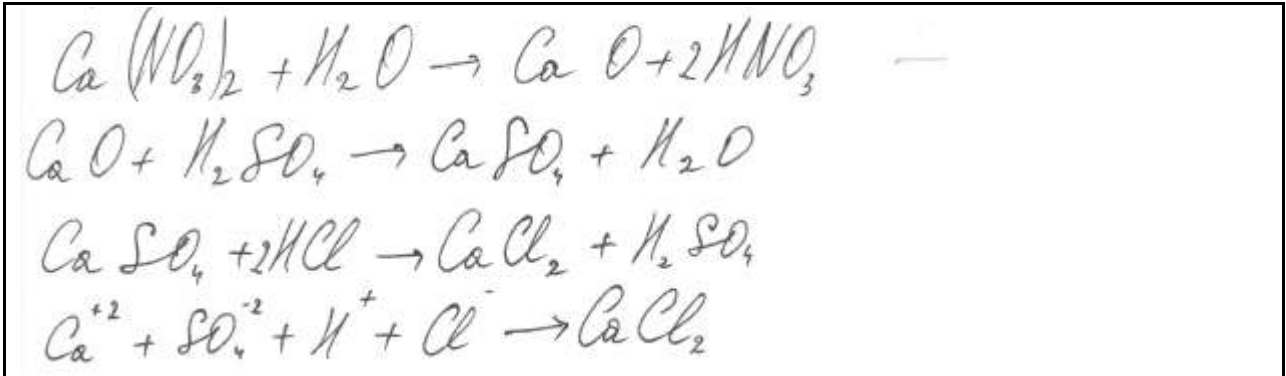 Ca(NO₃)₂ + H₂O → CaO + 2HNO₃
CaO + H₂SO₄ → CaSO₄ + H₂O
CaSO₄ + 2HCl → CaCl₂ + H₂SO₄
Ca⁺² + SO₄⁻² + H⁺ + Cl⁻ → CaCl₂